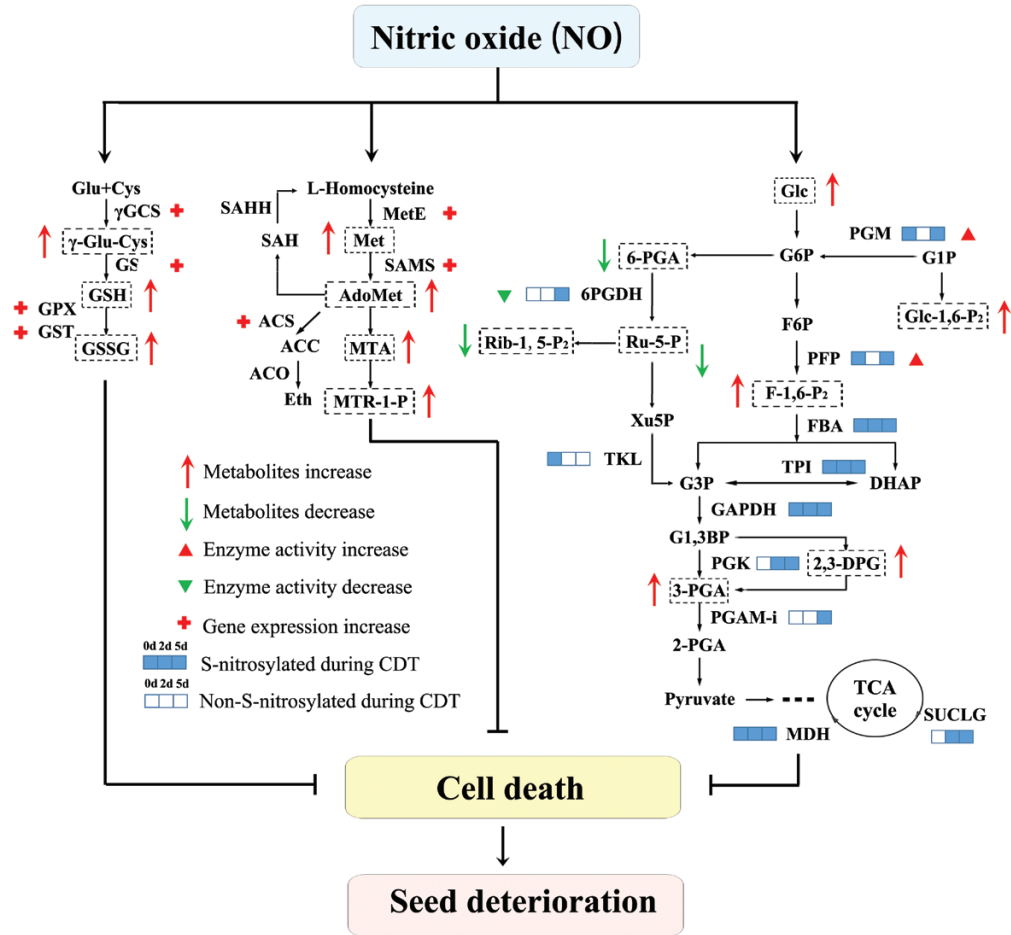 Nitric oxide (NO)
Glu+Cys
γGCS
γ-Glu-Cys
GS
GSH
GPX
GST
GSSG
L-Homocysteine
SAHH
MetE
SAH
Met
SAMS
AdoMet
ACS
ACC
MTA
ACO
Eth
MTR-1-P
Glc
PGM
6-PGA
G6P
G1P
6PGDH
Glc-1,6-P2
F6P
Rib-1, 5-P2
Ru-5-P
PFP
F-1,6-P2
Xu5P
FBA
TKL
TPI
G3P
DHAP
GAPDH
G1,3BP
PGK
2,3-DPG
3-PGA
PGAM-i
2-PGA
Pyruvate
TCA
cycle
SUCLG
MDH
Metabolites increase
Metabolites decrease
Enzyme activity increase
Enzyme activity decrease
Gene expression increase
0d 2d 5d
S-nitrosylated during CDT
0d 2d 5d
Non-S-nitrosylated during CDT
Cell death
Seed deterioration